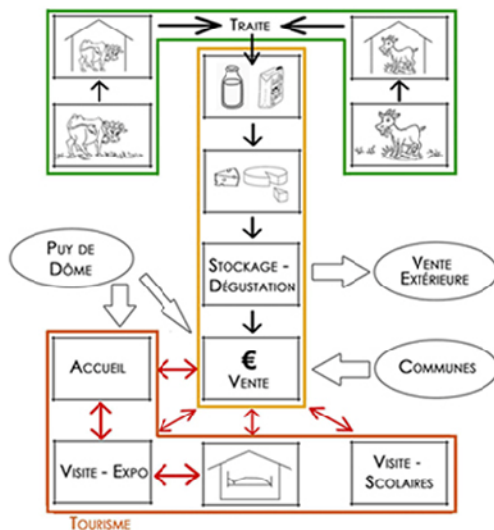 TRAITE
PUY DE
DÔME
STOCKAGE -
DÉGUSTATION
VENTE
EXTÉRIEURE
ACCUEIL
€
VENTE
COMMUNES
VISITE - EXPO
VISITE -
SCOLAIRES
TOURISME